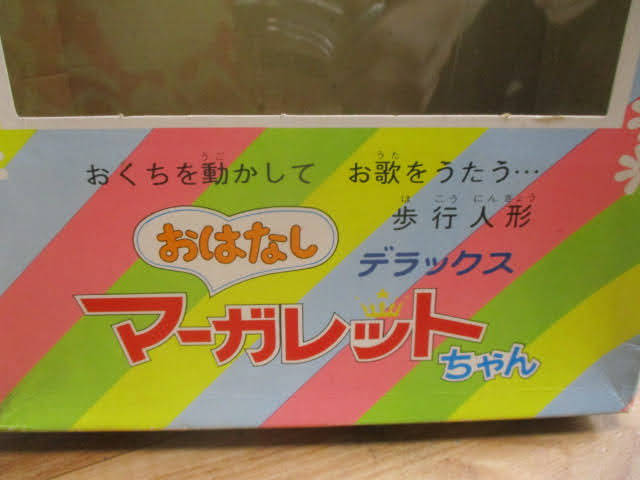 おくちを動かして お歌をうたう…
歩行人形
おはなし
デラックス
マーガレット
ちゃん